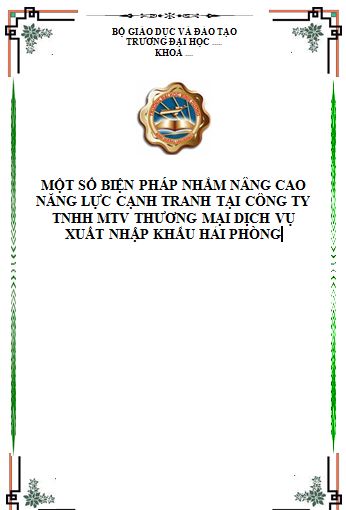 BỘ GIÁO DỤC VÀ ĐÀO TẠO
TRƯỜNG ĐẠI HỌC .....
KHOA ....
MỘT SỐ BIỆN PHÁP NHẰM NÂNG CAO
NĂNG LỰC CẠNH TRANH TẠI CÔNG TY
TNHH MTV THƯƠNG MẠI DỊCH VỤ
XUẤT NHẬP KHẨU HẢI PHÒNG